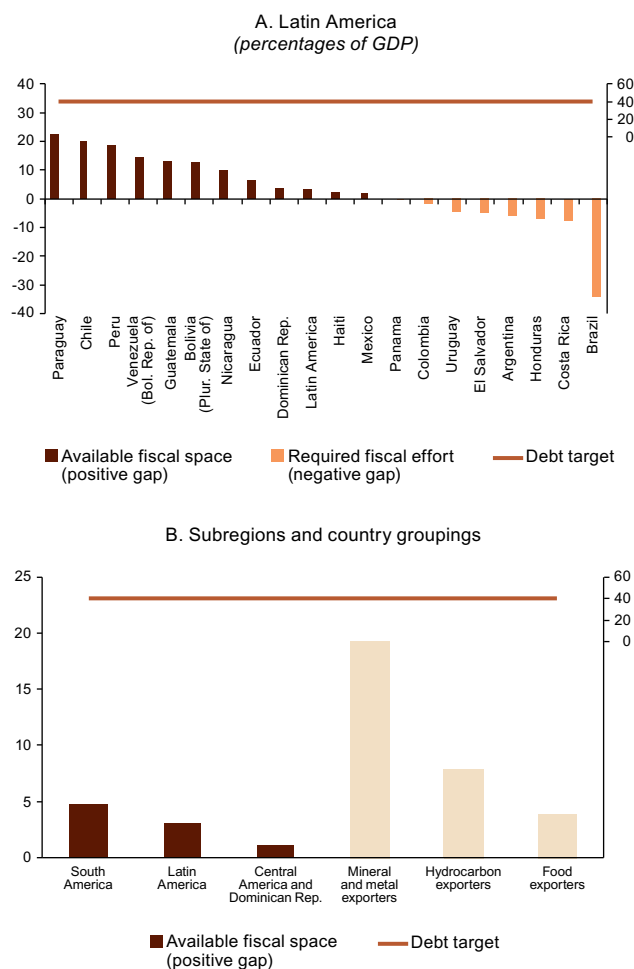 A. Latin America
(percentages of GDP)
40
30
20
10
0
-10
-20
-30
-40
60
40
20
0
Paraguay
Chile
Peru
Venezuela
(Bol. Rep. of)
Guatemala
Bolivia
(Plur. State of)
Nicaragua
Ecuador
Dominican Rep.
Latin America
Haiti
Mexico
Panama
Colombia
Uruguay
El Salvador
Argentina
Honduras
Costa Rica
Brazil
Available fiscal space
(positive gap)
Required fiscal effort
(negative gap)
Debt target
B. Subregions and country groupings
25
20
15
10
5
0
60
40
20
0
South
America
Latin
America
Central
America and
Dominican Rep.
Mineral
and metal
exporters
Hydrocarbon
exporters
Food
exporters
Available fiscal space
(positive gap)
Debt target